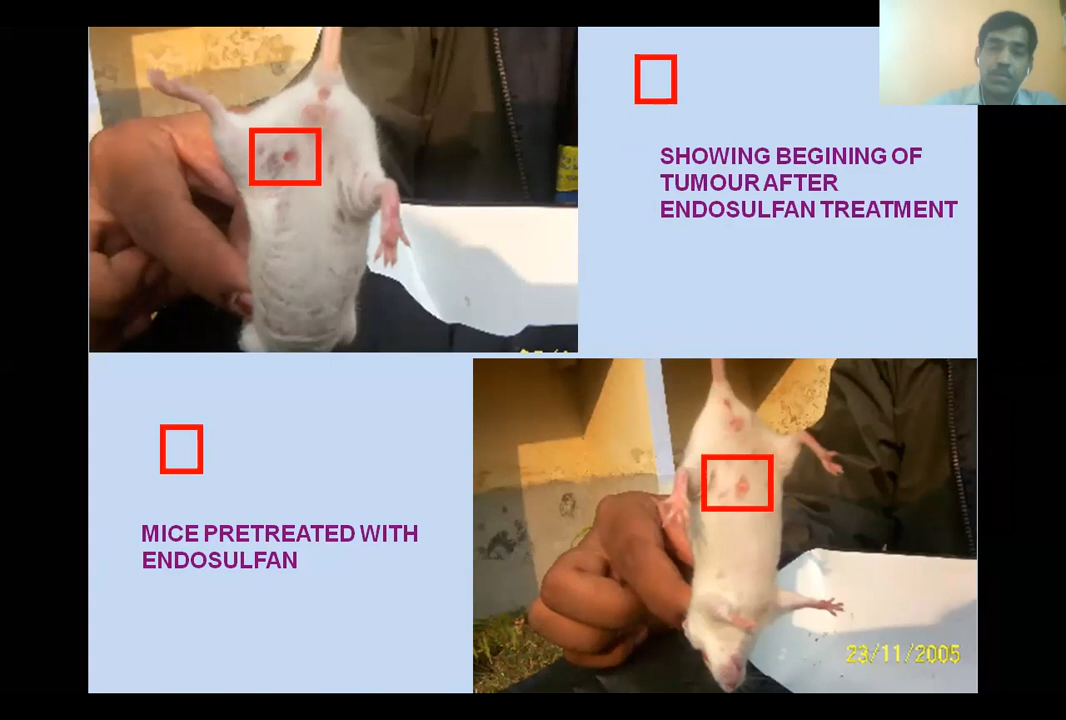 SHOWING BEGINING OF
TUMOUR AFTER
ENDOSULFAN TREATMENT
MICE PRETREATED WITH
ENDOSULFAN
23/11/2005